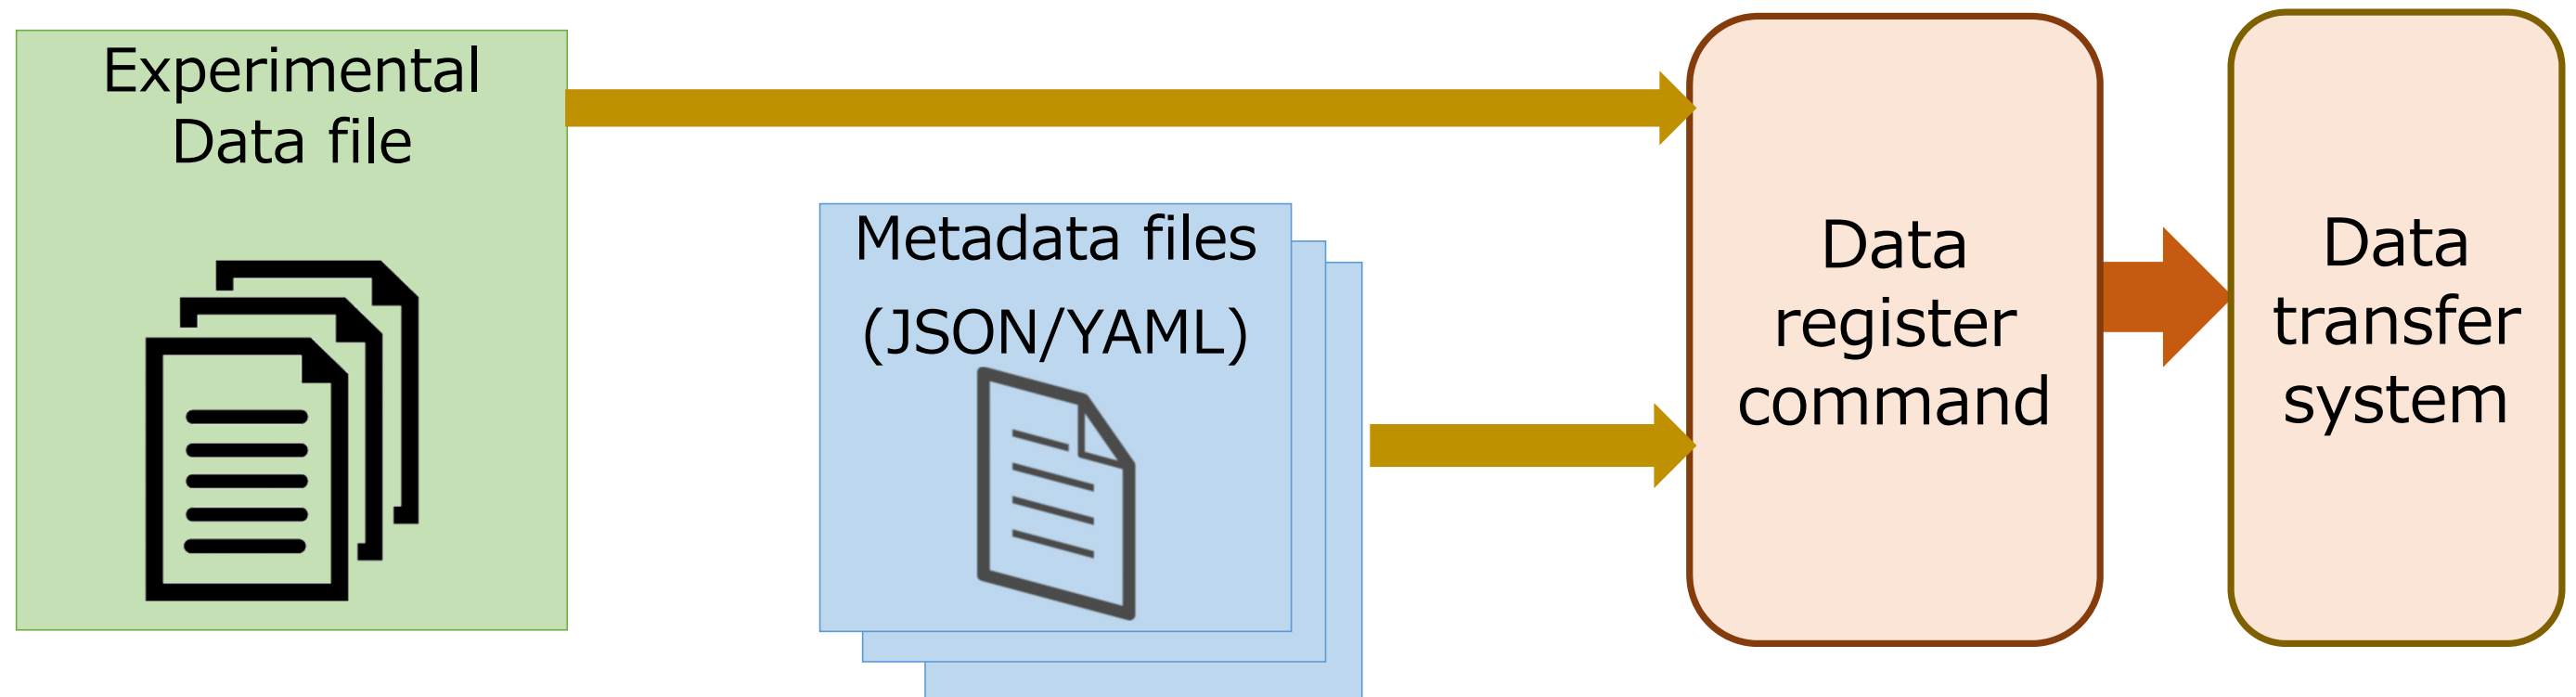 Experimental
Data file
Metadata files
(JSON/YAML)
Data
register
command
Data
transfer
system